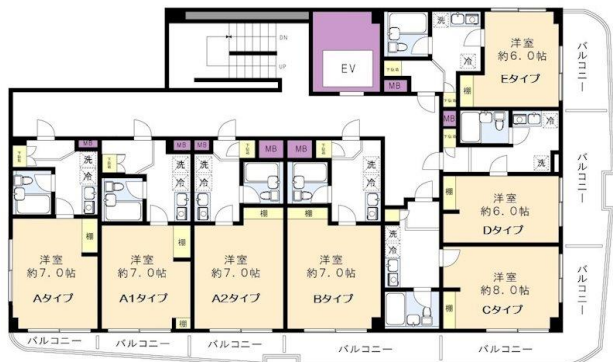 DN
UP
EV
MB
洗
冷
洋室
約6.0帖
Eタイプ
棚
バルコニー
MB
冷
洗
洋室
約6.0帖
Dタイプ
棚
バルコニー
洋室
約8.0帖
Cタイプ
棚
洗
冷
バルコニー
MB
洗
冷
棚
洋室
約7.0帖
Aタイプ
MB
洗
冷
棚
洋室
約7.0帖
A1タイプ
棚
MB
洗
冷
MB
棚
洋室
約7.0帖
A2タイプ
MB
洗
冷
棚
洋室
約7.0帖
Bタイプ
バルコニー
バルコニー
バルコニー
バルコニー
バルコニー